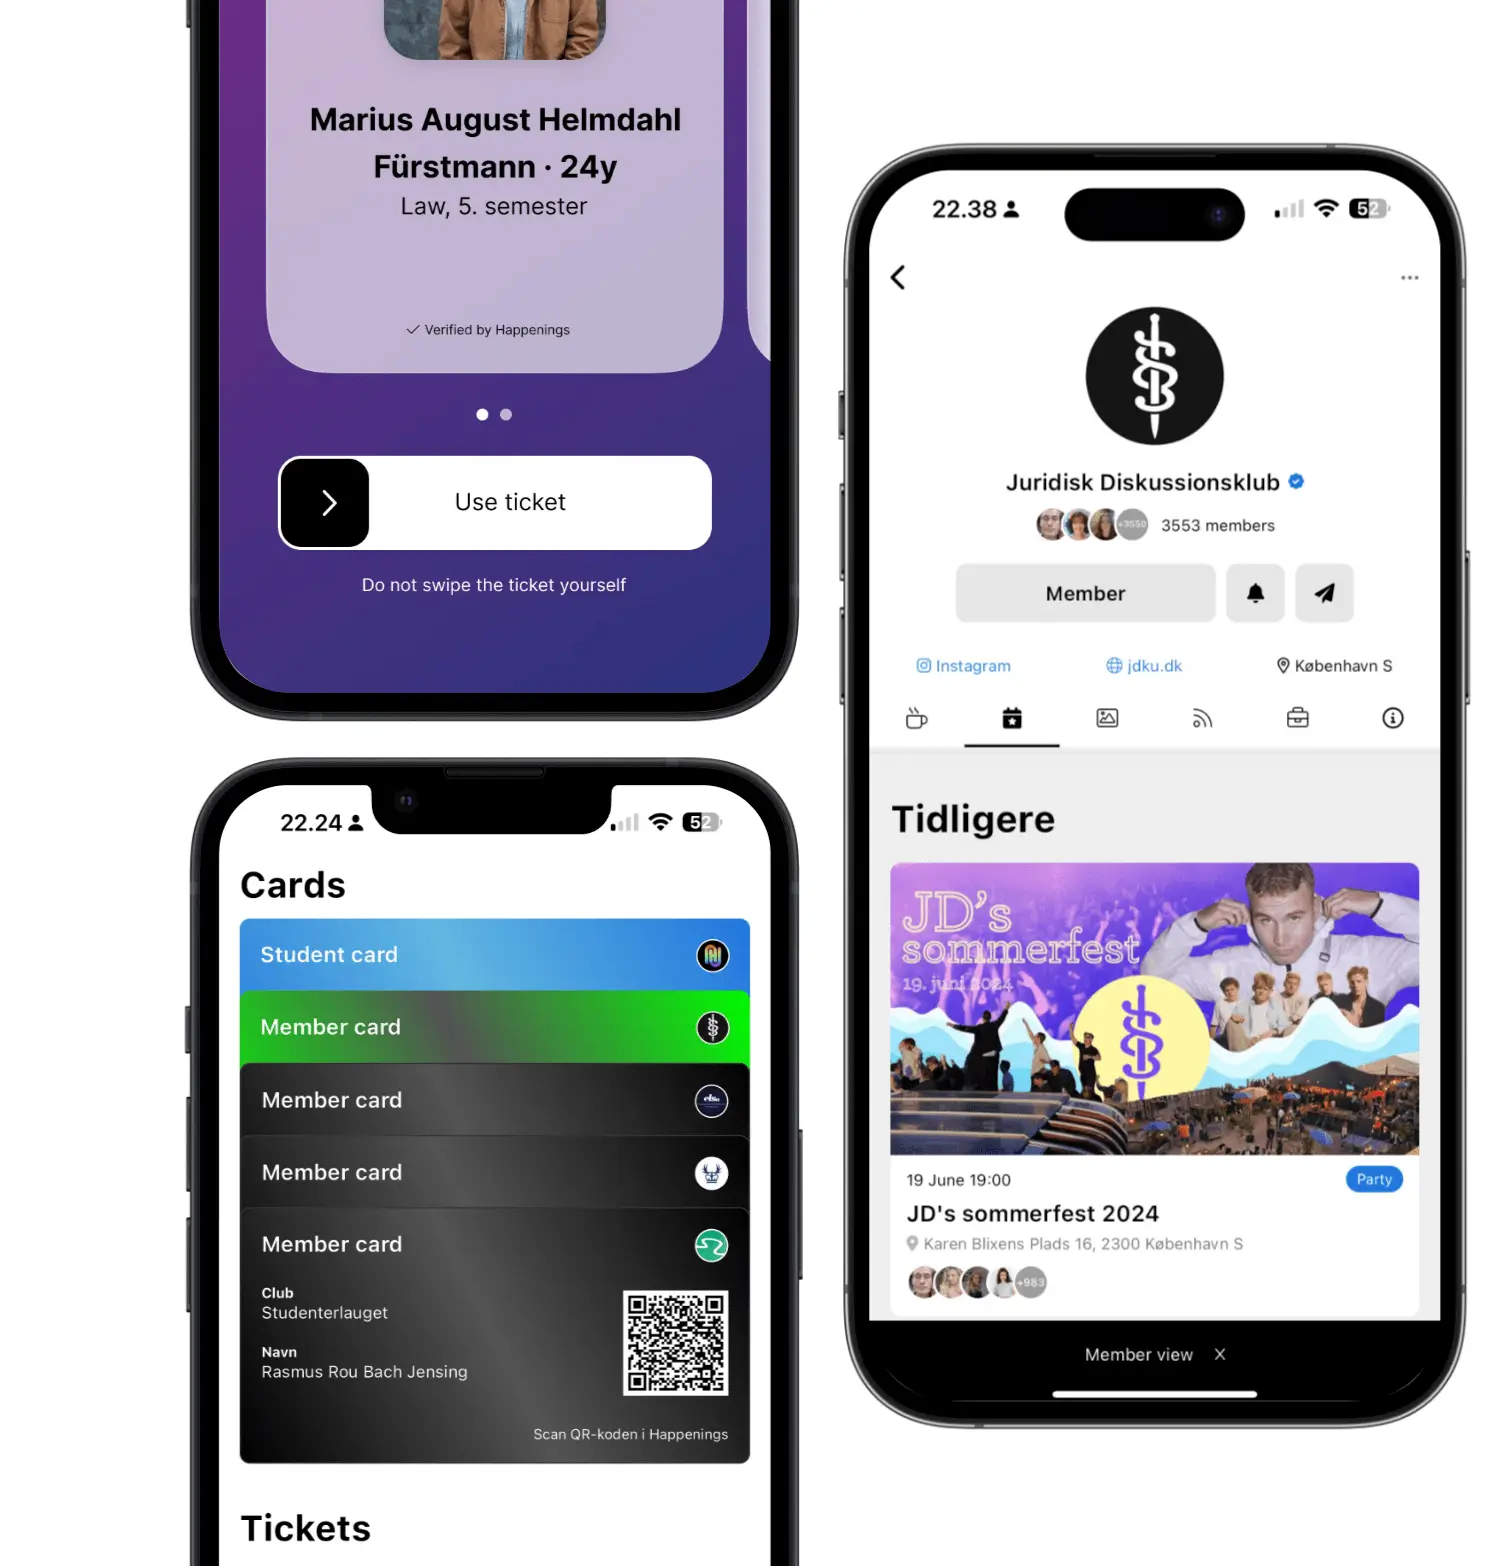 Marius August Helmdahl
Fürstmann · 24y
Law, 5. semester
Verified by Happenings
Use ticket
Do not swipe the ticket yourself
22.24
52
Cards
Student card
Member card
Member card
elsa
Member card
Member card
Club
Studenterlauget
Navn
Rasmus Rou Bach Jensing
Scan QR-koden i Happenings
Tickets
22.38
52
Juridisk Diskussionsklub
+3550
3553 members
Member
Instagram
jdku.dk
København S
Tidligere
JD's
sommerfest
19. juni 2024
19 June 19:00
Party
JD's sommerfest 2024
Karen Blixens Plads 16, 2300 København S
+983
Member view X